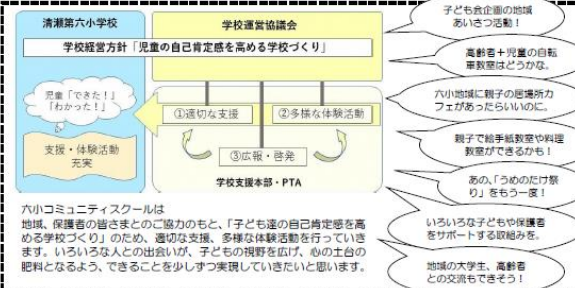 清瀬第六小学校
学校運営協議会
学校経営方針「児童の自己肯定感を高める学校づくり」
児童「できた!」
「わかった!」
支援・体験活動
充実
①適切な支援
②多様な体験活動
③広報・啓発
学校支援本部・PTA
六小コミュニティスクールは
地域、保護者の皆さまとのご協力のもと、「子ども達の自己肯定感を高
める学校づくり」のため、適切な支援、多様な体験活動を行っていき
ます。いろいろな人との出会いが、子どもの視野を広げ、心の土台の
肥料となるよう、できることを少しずつ実現していきたいと思います。
子ども会企画の地域
あいさつ活動!
高齢者+児童の自転
車教室はどうかな。
六小地域に親子の居場所カ
フェがあったらいいのに。
親子で絵手紙教室や料理
教室ができるかも!
あの、「うめのたけ祭
り」をもう一度!
いろいろな子どもや保護者
をサポートする取組みを。
地域の大学生、高齢者
との交流もできそう!